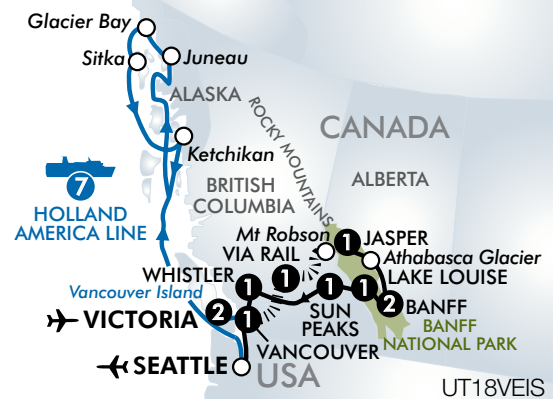 Glacier Bay
Sitka
Juneau
ALASKA
ROCKY MOUNTAINS
CANADA
Ketchikan
7
HOLLAND
AMERICA LINE
BRITISH
COLUMBIA
ALBERTA
Mt Robson
VIA RAIL
1
JASPER
Athabasca Glacier
LAKE LOUISE
WHISTLER
1
1
1
1
2
BANFF
Vancouver Island
VICTORIA
2
1
SUN
PEAKS
BANFF
NATIONAL PARK
VANCOUVER
SEATTLE
USA
UT18VEIS